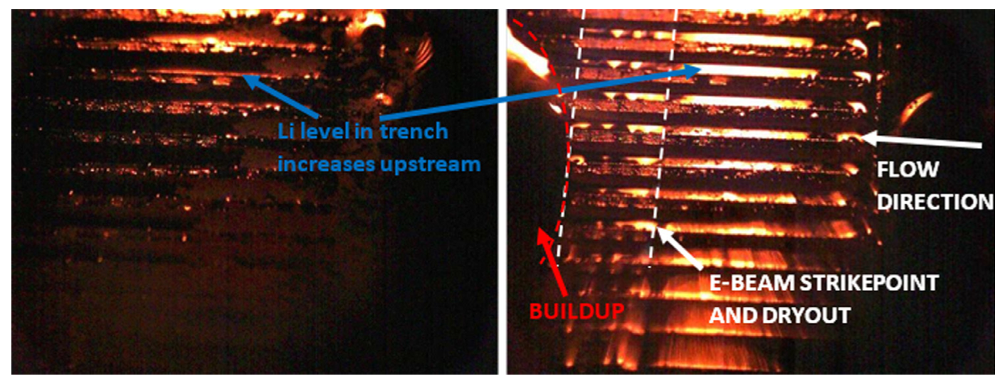 Li level in trench
increases upstream
FLOW
DIRECTION
E-BEAM STRIKEPOINT
AND DRYOUT
BUILDUP